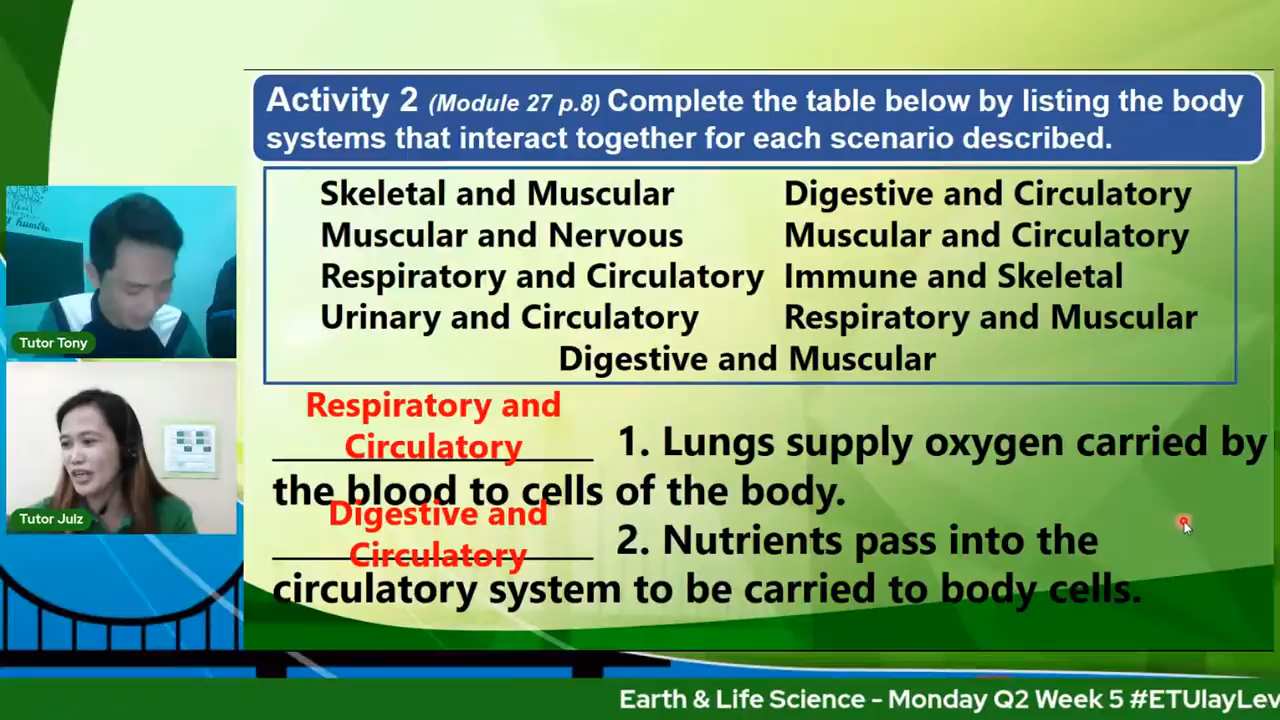 Activity 2 (Module 27 p.8) Complete the table below by listing the body
systems that interact together for each scenario described.
Skeletal and Muscular
Digestive and Circulatory
Muscular and Nervous
Muscular and Circulatory
Respiratory and Circulatory
Immune and Skeletal
Urinary and Circulatory
Respiratory and Muscular
Digestive and Muscular
Respiratory and
Circulatory
1. Lungs supply oxygen carried by
the blood to cells of the body.
Digestive and
Circulatory
2. Nutrients pass into the
circulatory system to be carried to body cells.
humble
Tutor Tony
Tutor Julz
Earth & Life Science - Monday Q2 Week 5 #ETUlayLev